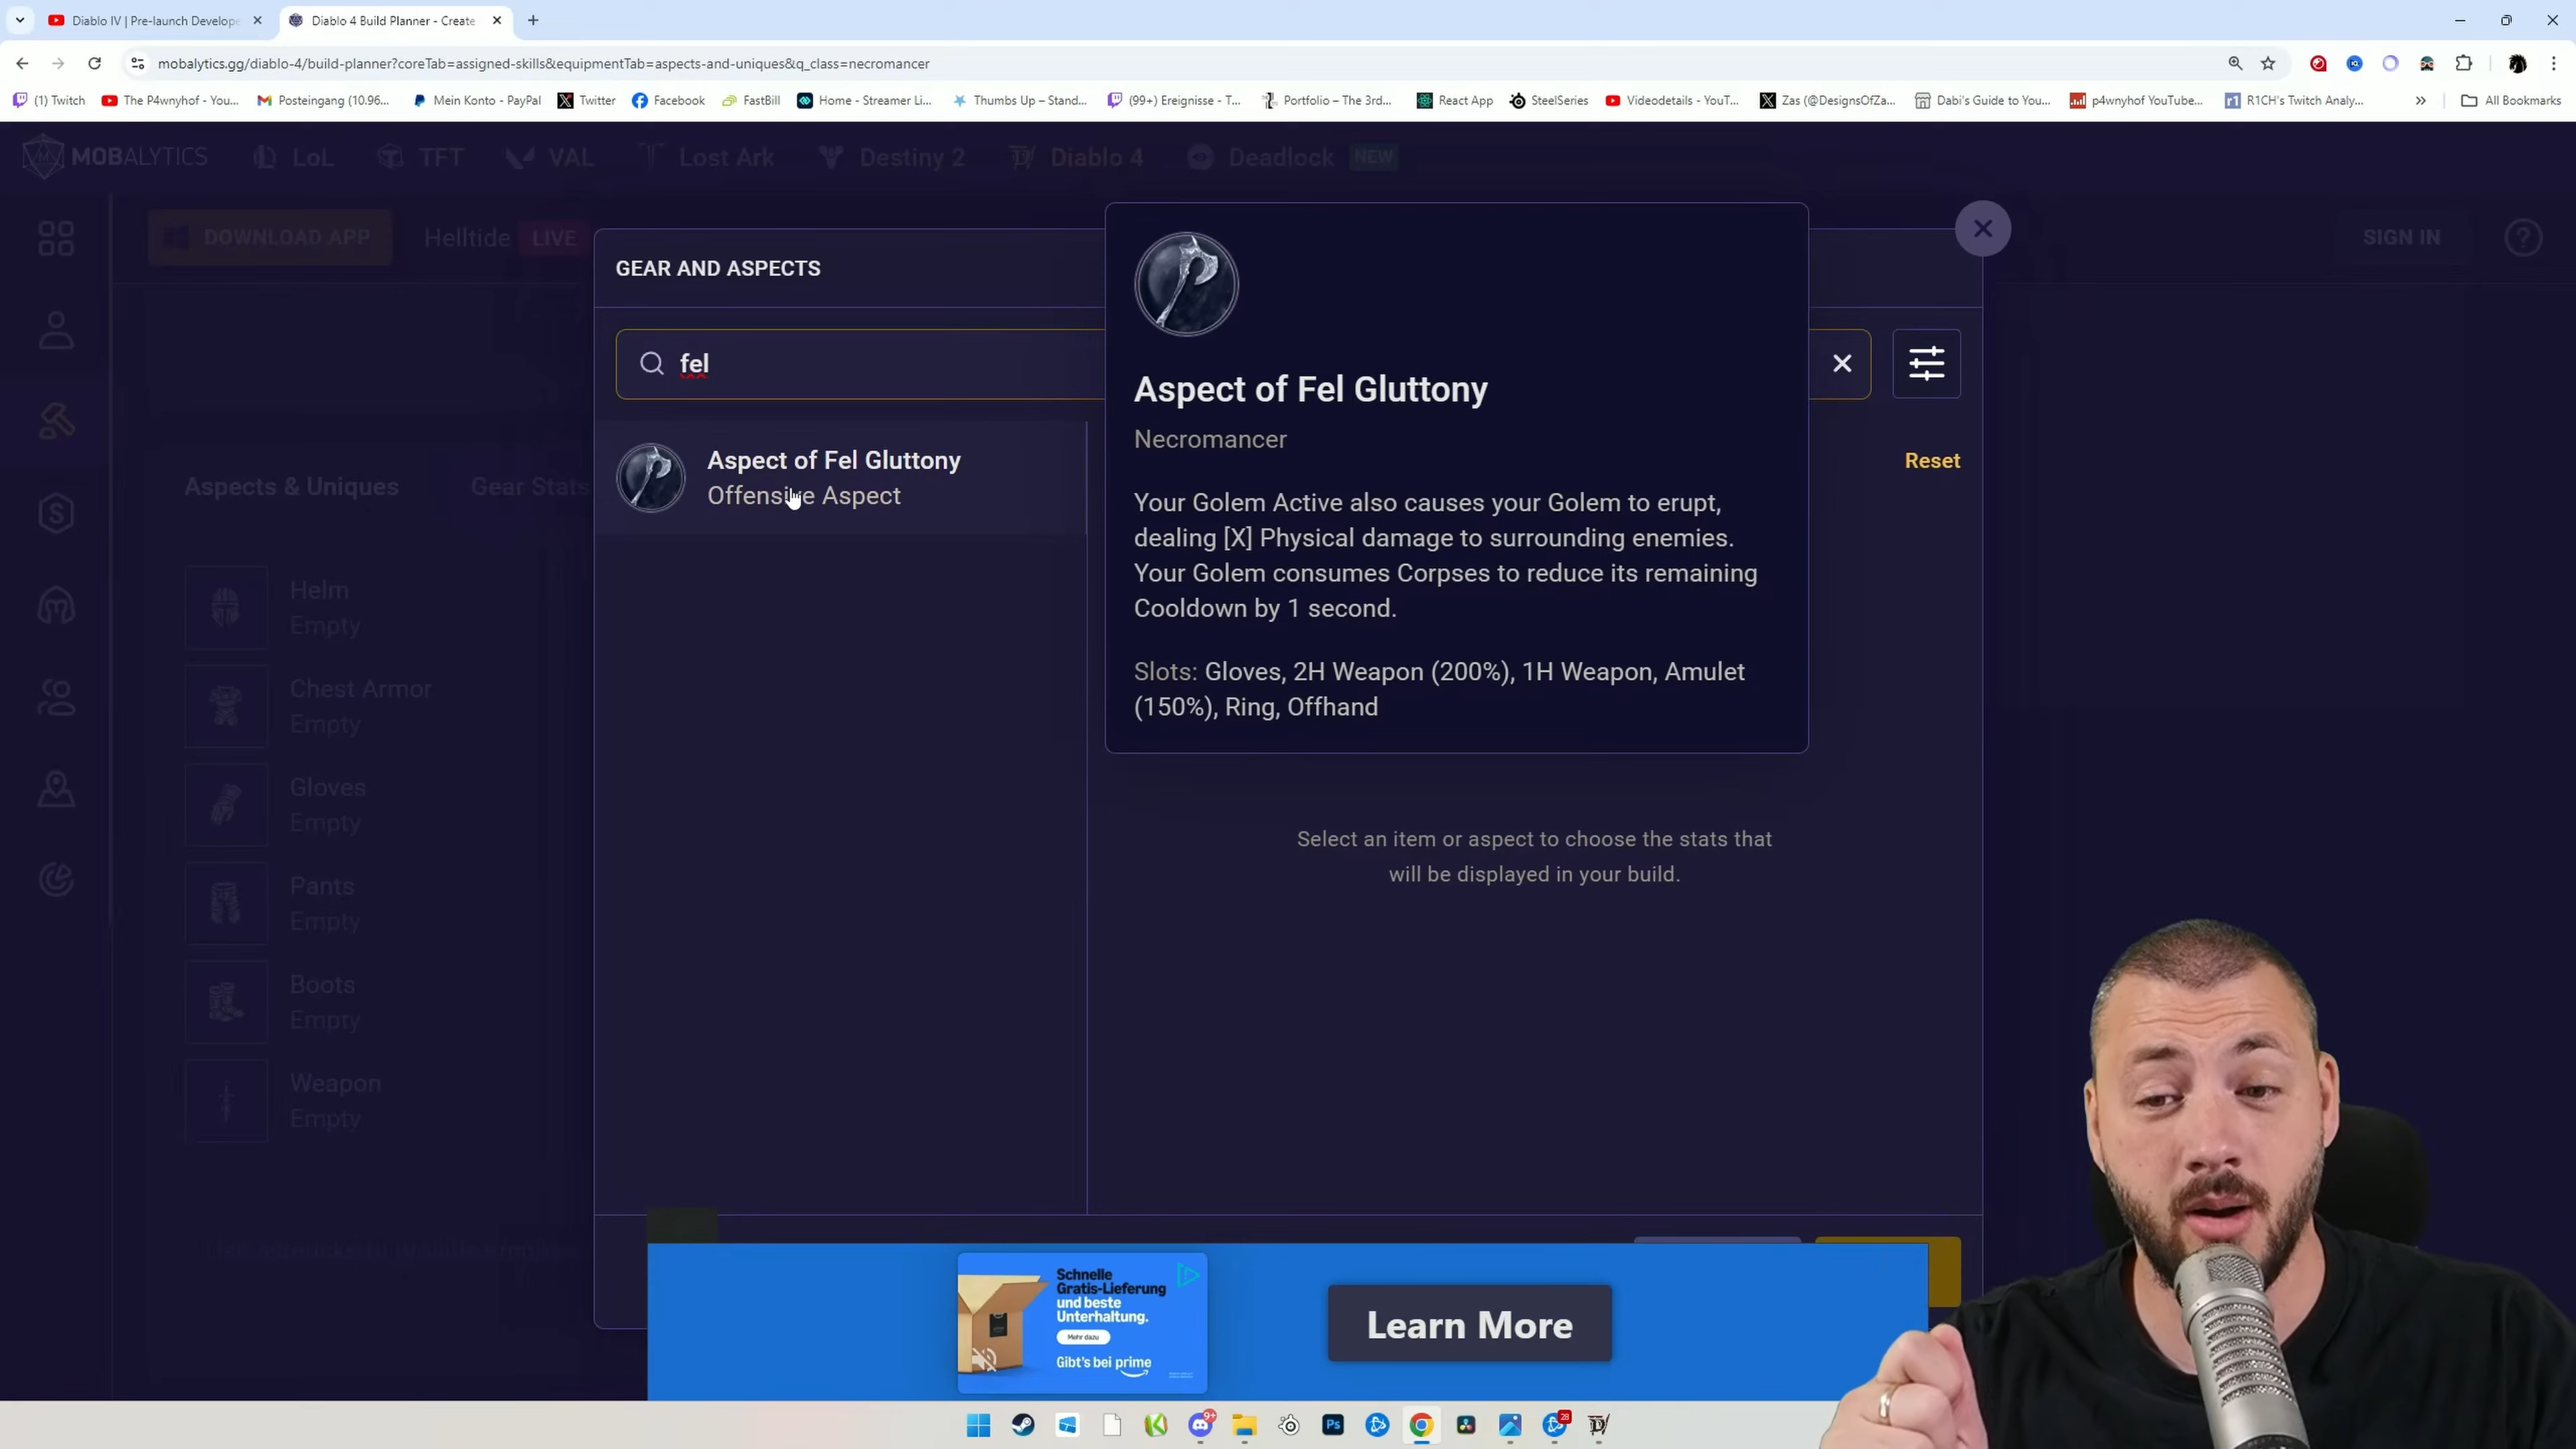 Diablo IV | Pre-launch Develope
Diablo 4 Build Planner - Create
mobalytics.gg/diablo-4/build-planner?coreTab=assigned-skills&equipmentTab=aspects-and-uniques&q_class=necromancer
(1) Twitch
The P4wnyhof - You...
Posteingang (10.96...
Mein Konto - PayPal
Twitter
Facebook
FastBill
Home - Streamer Li...
Thumbs Up – Stand...
(99+) Ereignisse - T...
Portfolio – The 3rd...
React App
SteelSeries
Videodetails - YouT...
Zas (@DesignsOfZa...
Dabi's Guide to You...
p4wnyhof YouTube...
R1CH's Twitch Analy...
All Bookmarks
MOBALYTICS
LoL
TFT
VAL
Lost Ark
Destiny 2
Diablo 4
Deadlock
NEW
DOWNLOAD APP
Helltide
LIVE
SIGN IN
GEAR AND ASPECTS
fel
Aspect of Fel Gluttony
Offensive Aspect
Aspect of Fel Gluttony
Necromancer
Your Golem Active also causes your Golem to erupt,
dealing [X] Physical damage to surrounding enemies.
Your Golem consumes Corpses to reduce its remaining
Cooldown by 1 second.
Slots: Gloves, 2H Weapon (200%), 1H Weapon, Amulet
(150%), Ring, Offhand
Reset
Aspects & Uniques
Gear Stats
Helm
Empty
Chest Armor
Empty
Gloves
Empty
Pants
Empty
Boots
Empty
Weapon
Empty
Select an item or aspect to choose the stats that
will be displayed in your build.
Schnelle
Gratis-Lieferung
und beste
Unterhaltung.
Mehr dazu
Gibt's bei prime
Learn More
9+
Ps
28